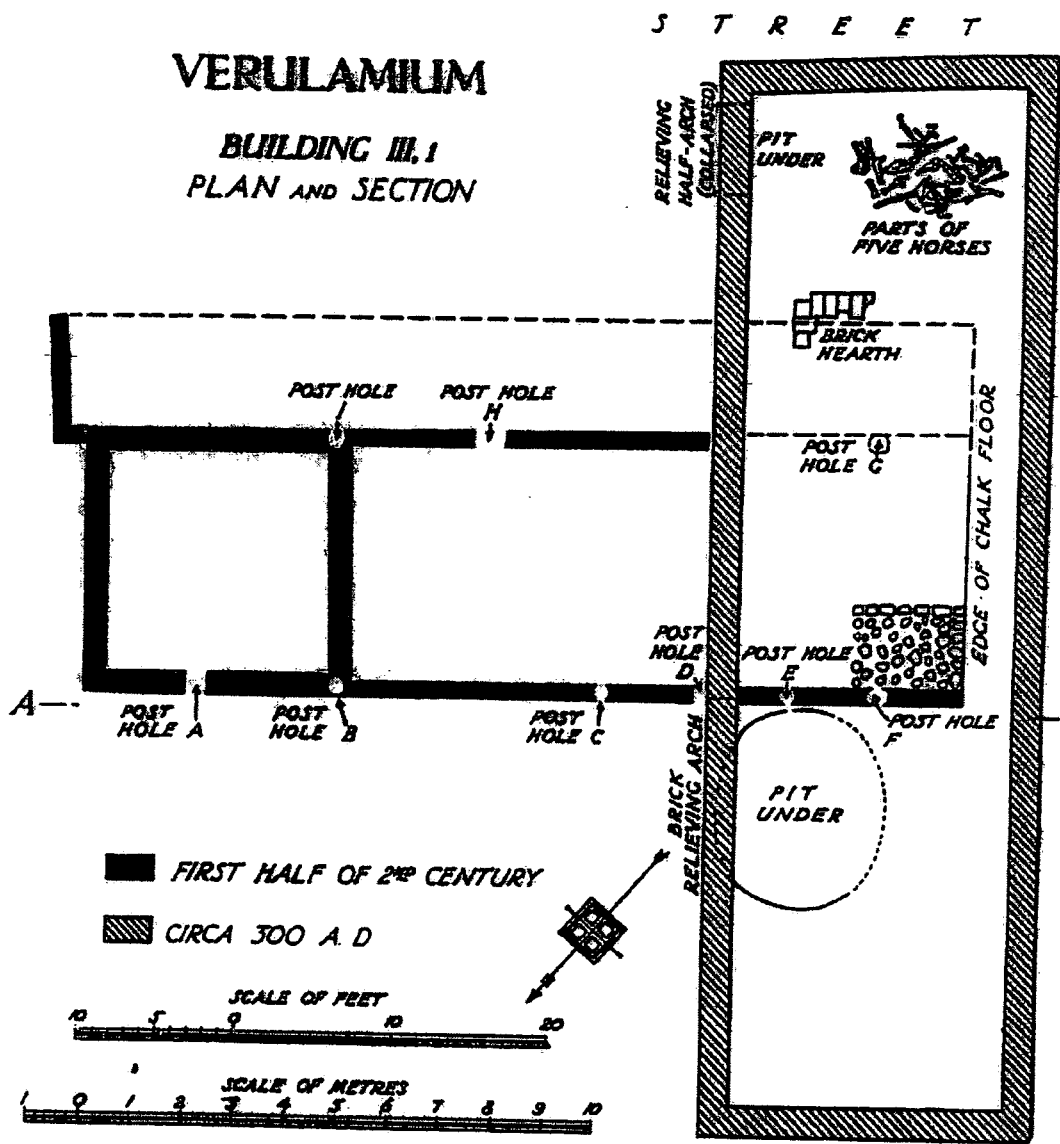 S T R E E T
VERULAMIUM
BUILDING III, 1
PLAN AND SECTION
RELIEVING
HALF-ARCH
(COLLAPSED)
PIT
UNDER
PARTS OF
FIVE HORSES
BRICK
HEARTH
POST HOLE
POST HOLE
H
POST
HOLE G
EDGE OF CHALK FLOOR
POST
HOLE
D
POST HOLE
E
A
POST
HOLE A
POST
HOLE B
POST
HOLE C
POST HOLE
F
BRICK
RELIEVING ARCH
PIT
UNDER
FIRST HALF OF 2ND CENTURY
CIRCA 300 A.D
SCALE OF FEET
10 5 0 10 20
SCALE OF METRES
1 0 1 2 3 4 5 6 7 8 9 10